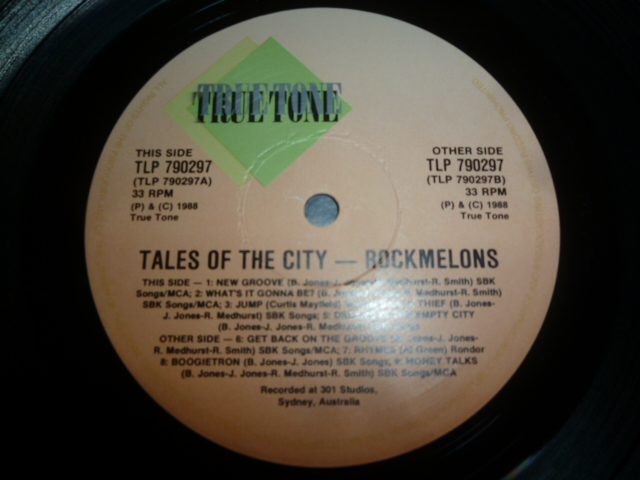 TRUE TONE
THIS SIDE
TLP 790297
(TLP 790297A)
33 RPM
(P) & (C) 1988
True Tone
OTHER SIDE
TLP 790297
(TLP 790297B)
33 RPM
(P) & (C) 1988
True Tone
TALES OF THE CITY — ROCKMELONS
THIS SIDE — 1: NEW GROOVE (B. Jones-J. Jones-R. Medhurst-R. Smith) SBK
Songs/MCA; 2: WHAT'S IT GONNA BE? (B. Medhurst-R. Smith)
SBK Songs/MCA; 3: JUMP (Curtis Mayfield) THIEF (B. Jones-
J. Jones-R. Medhurst) SBK Songs; 5: EMPTY CITY
(B. Jones-J. Jones-R. Songs
OTHER SIDE — 6: GET BACK ON THE GROOVE Jones-J. Jones-
R. Medhurst-R. Smith) SBK Songs/MCA; 7: RHYMES (Al Green) Rondor
8: BOOGIETRON (B. Jones-J. Jones) SBK Songs; 9: MONEY TALKS
(B. Jones-J. Jones-R. Medhurst-R. Smith) SBK Songs/MCA
Recorded at 301 Studios,
Sydney, Australia